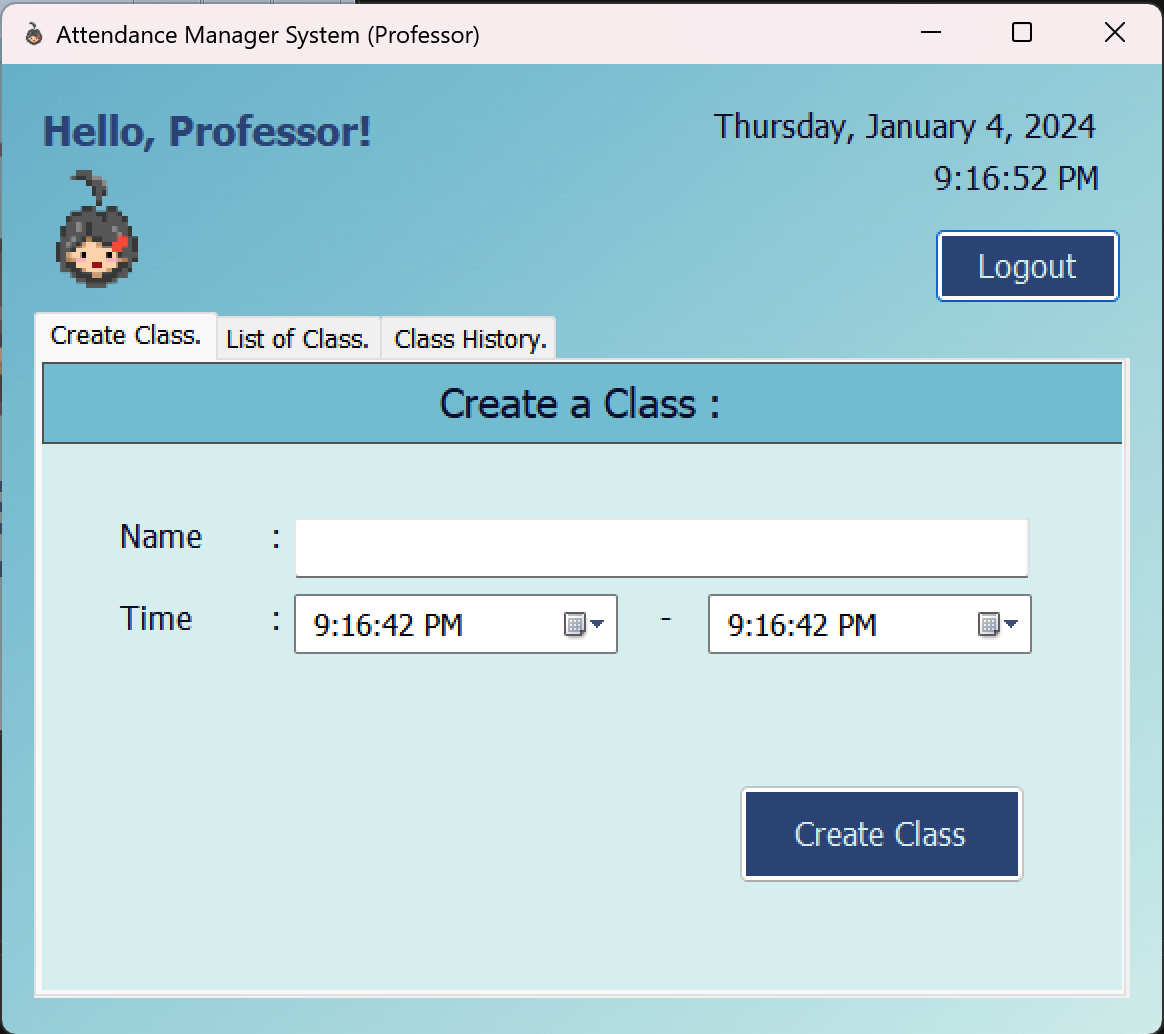 Attendance Manager System (Professor)
Hello, Professor!
Thursday, January 4, 2024
9:16:52 PM
Logout
Create Class. List of Class. Class History.
Create a Class :
Name :
Time : 9:16:42 PM - 9:16:42 PM
Create Class